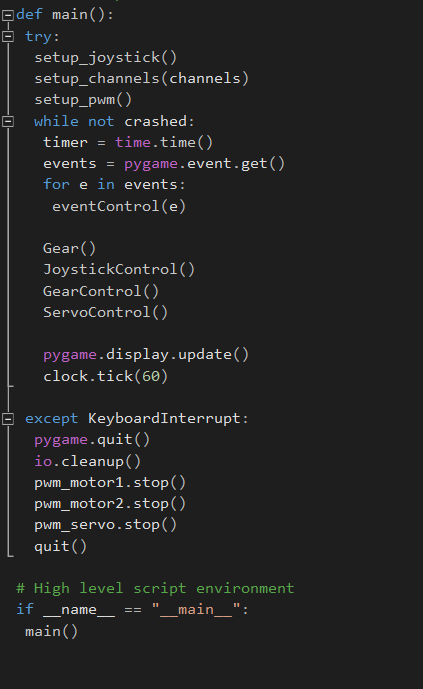 def main():
 try:
  setup_joystick()
  setup_channels(channels)
  setup_pwm()
  while not crashed:
   timer = time.time()
   events = pygame.event.get()
   for e in events:
    eventControl(e)

   Gear()
   JoystickControl()
   GearControl()
   ServoControl()

   pygame.display.update()
   clock.tick(60)

 except KeyboardInterrupt:
  pygame.quit()
  io.cleanup()
  pwm_motor1.stop()
  pwm_motor2.stop()
  pwm_servo.stop()
  quit()

# High level script environment
if __name__ == "__main__":
 main()